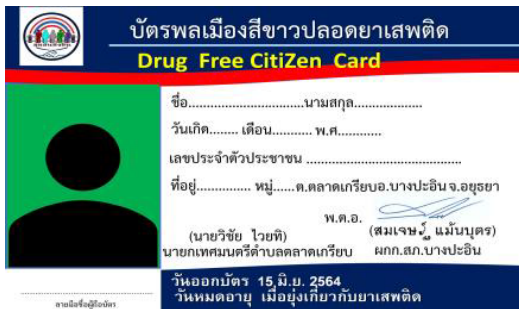 บัตรพลเมืองสีขาวปลอดยาเสพติด
Drug Free CitiZen Card
ชื่อ..............................นามสกุล...................
วันเกิด........ เดือน........... พ.ศ............
เลขประจำตัวประชาชน ..........................................
ที่อยู่............... หมู่......ต.ตลาดเกรียบอ.บางปะอิน จ.อยุธยา
พ.ต.อ.
(นายวิชัย ไวยทิ) (สมเจษฎ์ แม้นบุตร)
นายกเทศมนตรีตำบลตลาดเกรียบ ผกก.สภ.บางปะอิน
วันออกบัตร 15 มิ.ย. 2564
วันหมดอายุ เมื่อยุ่งเกี่ยวกับยาเสพติด
ลายมือชื่อผู้ถือบัตร